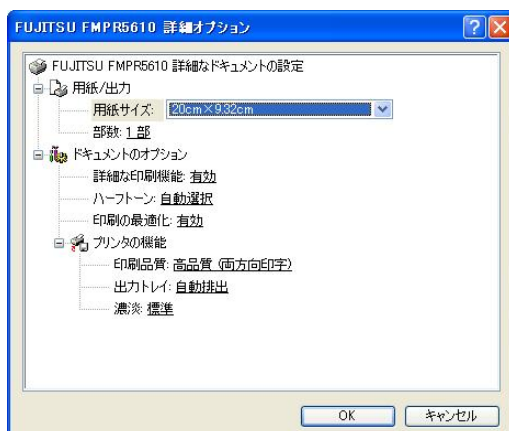 FUJITSU FMPR5610 詳細オプション
FUJITSU FMPR5610 詳細なドキュメントの設定
用紙/出力
用紙サイズ: 20cm×9.32cm
部数: 1 部
ドキュメントのオプション
詳細な印刷機能: 有効
ハーフトーン: 自動選択
印刷の最適化: 有効
プリンタの機能
印刷品質: 高品質 (両方向印字)
出力トレイ: 自動排出
濃淡: 標準
OK キャンセル